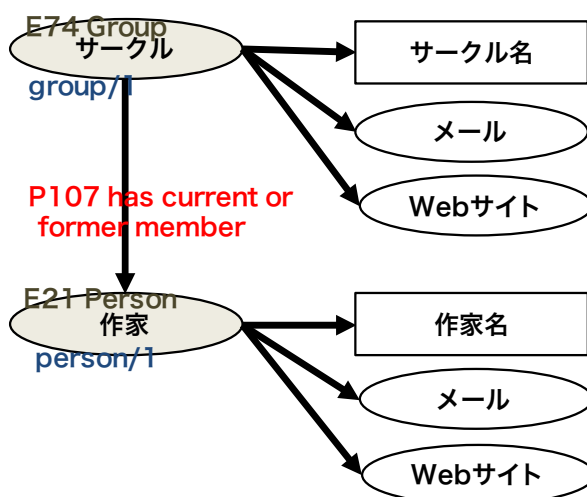 E74 Group
サークル
group/1
サークル名
メール
Webサイト
P107 has current or
former member
E21 Person
作家
person/1
作家名
メール
Webサイト